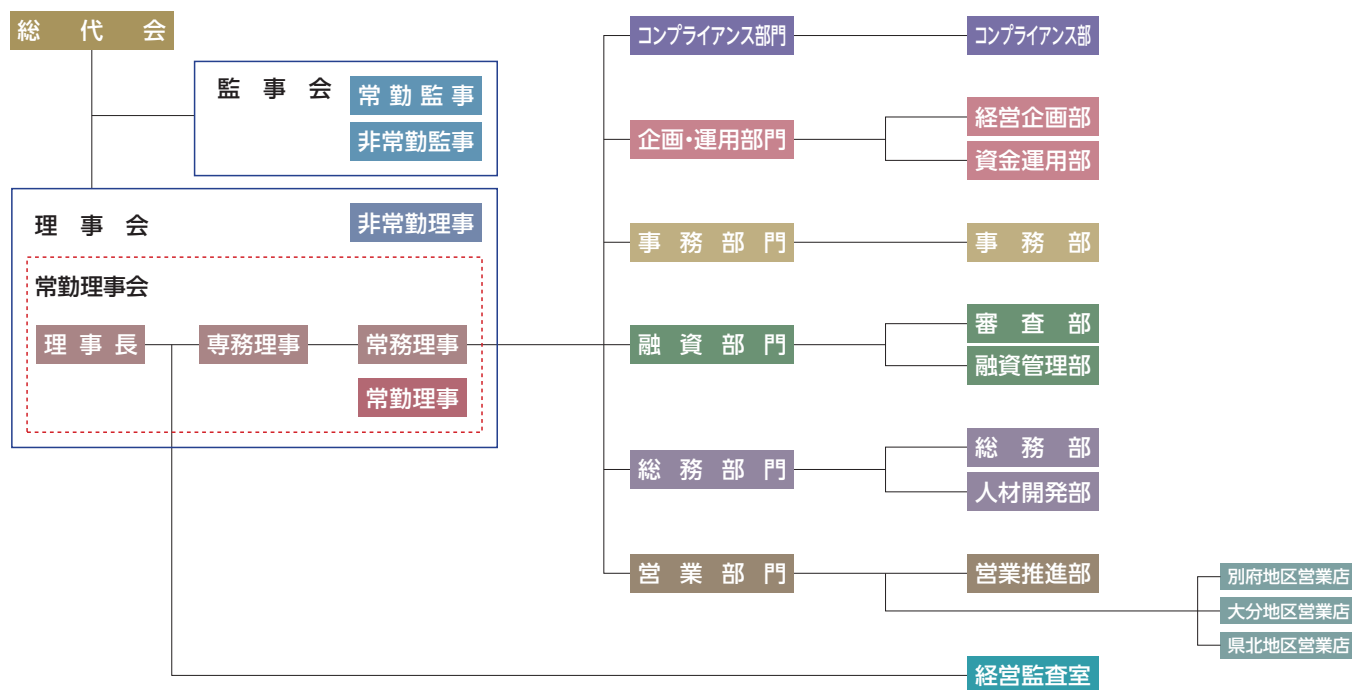 総代会
監事会
常勤監事
非常勤監事
理事会
非常勤理事
常勤理事会
理事長
専務理事
常務理事
常勤理事
コンプライアンス部門
コンプライアンス部
企画・運用部門
経営企画部
資金運用部
事務部門
事務部
融資部門
審査部
融資管理部
総務部門
総務部
人材開発部
営業部門
営業推進部
別府地区営業店
大分地区営業店
県北地区営業店
経営監査室